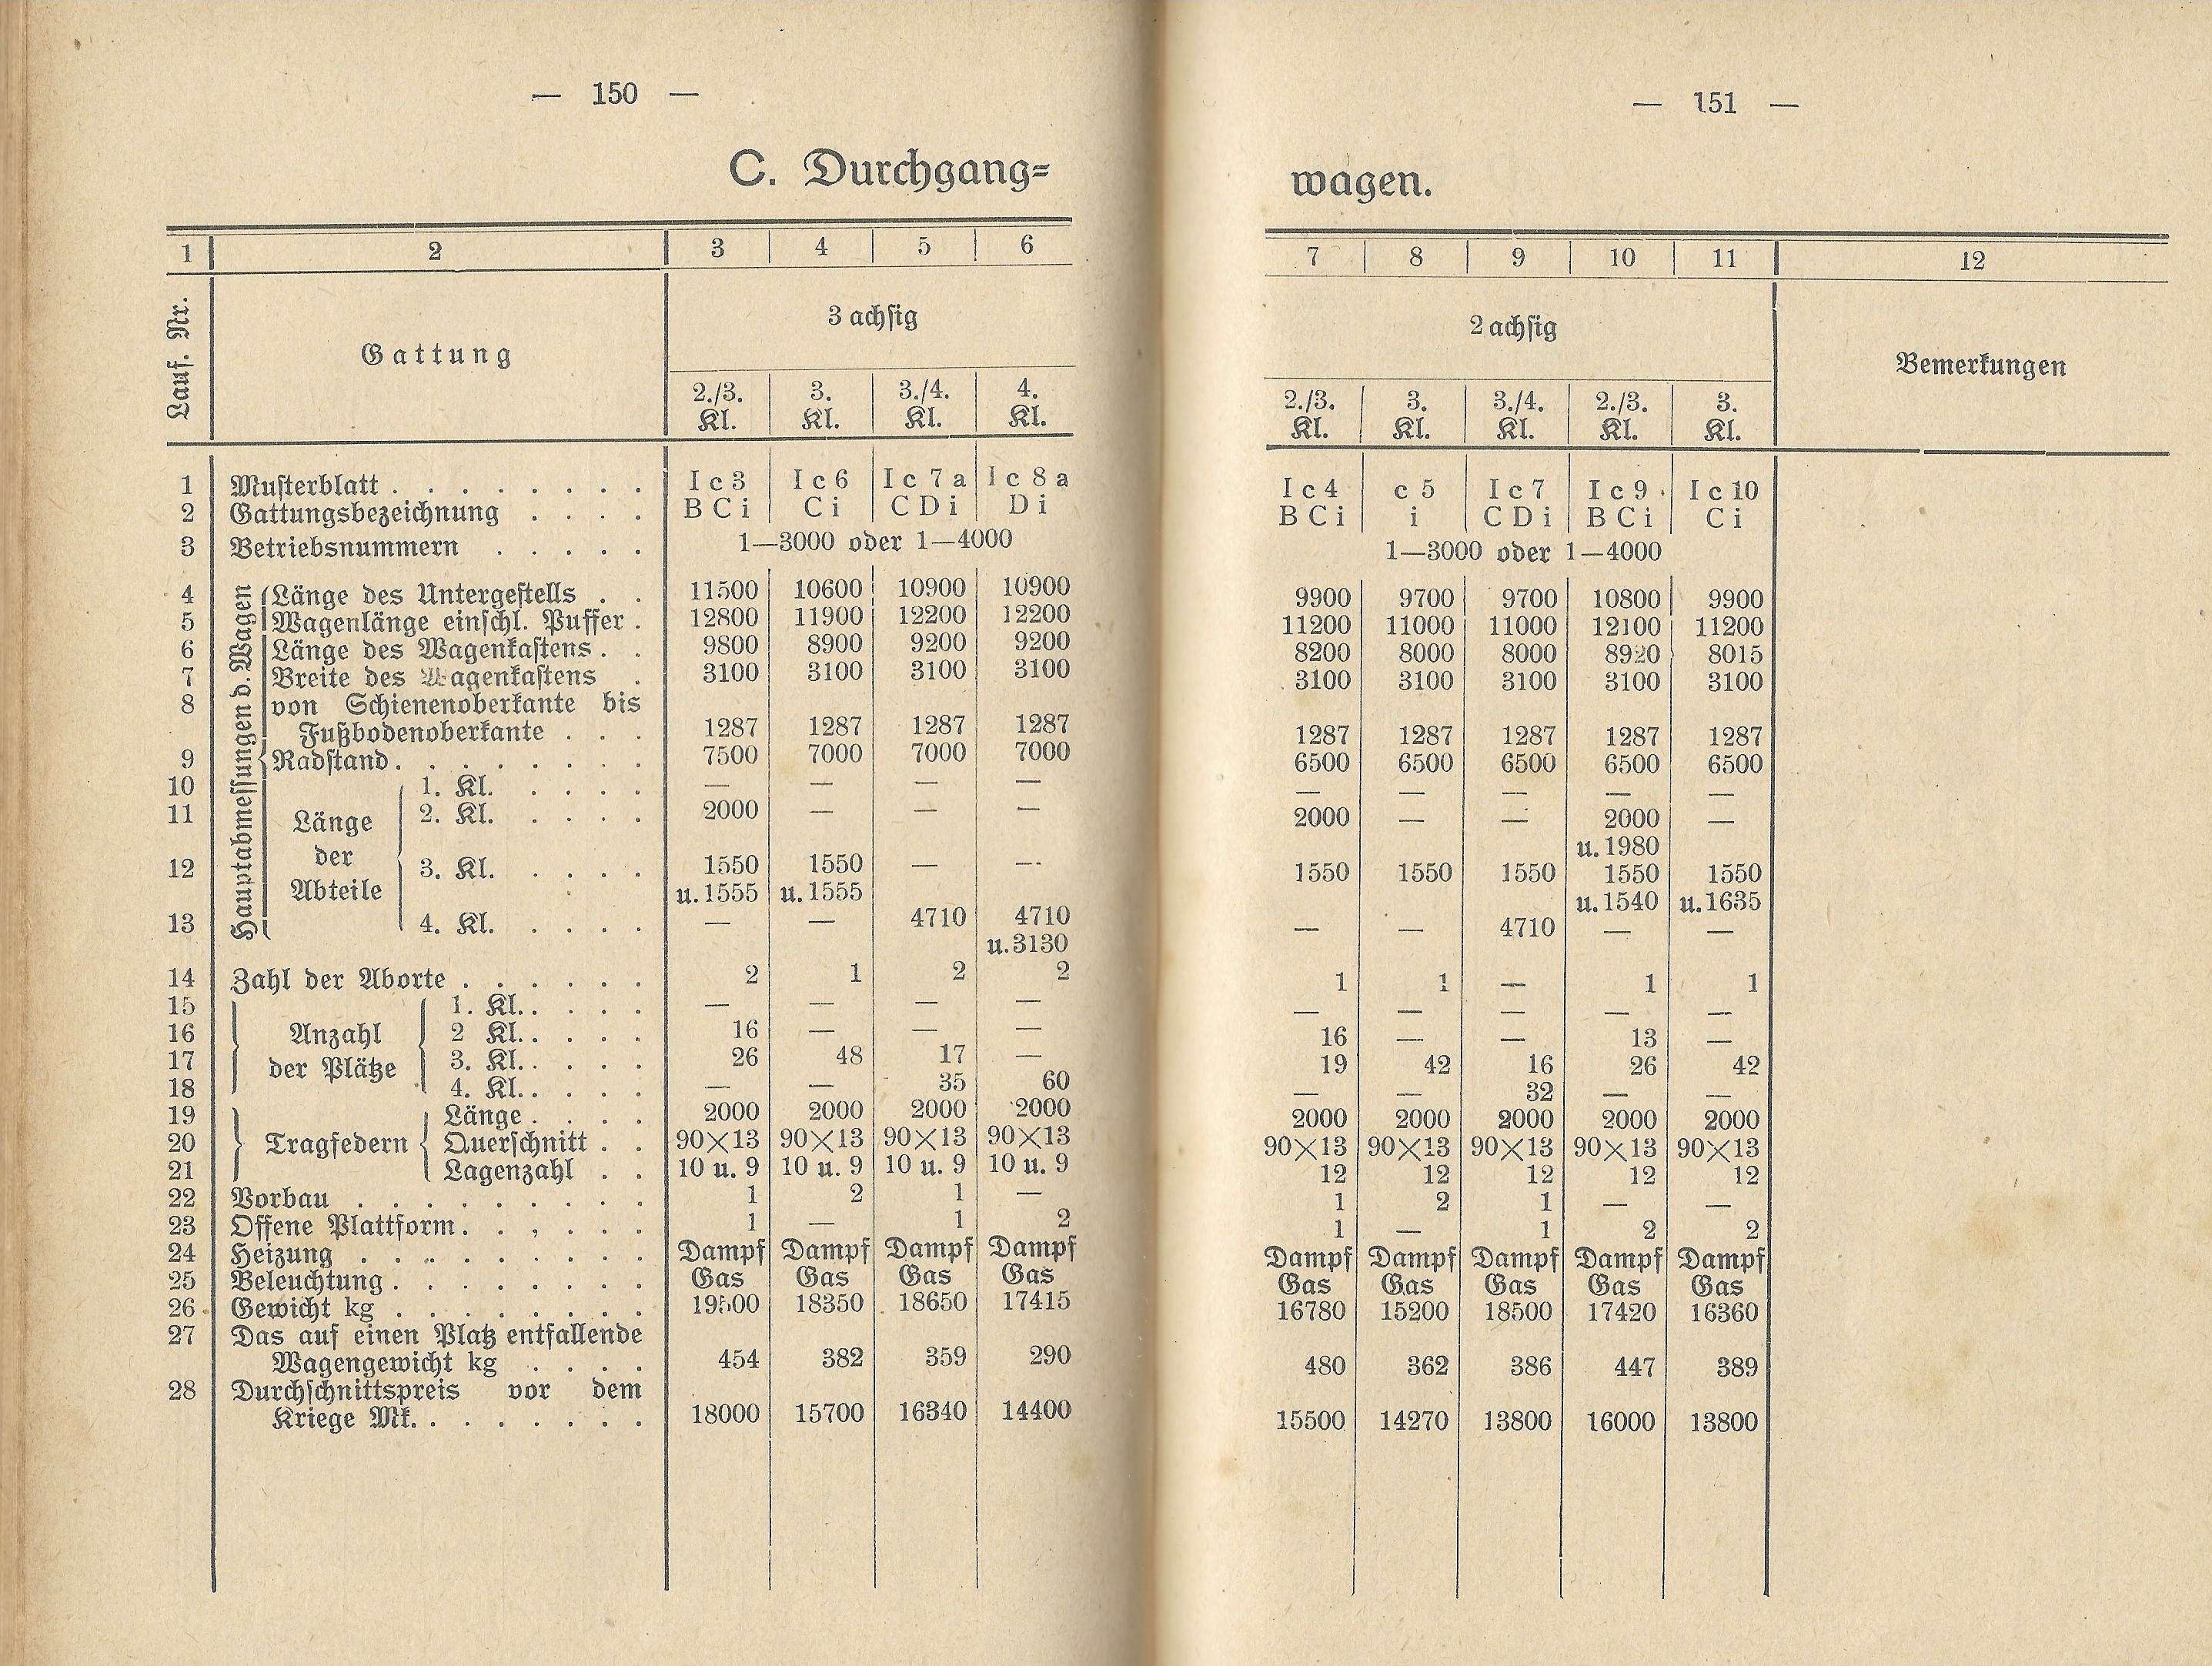 — 150 —
C. Durchgang=
1 2 3 4 5 6
Lauf. Nr. Gattung 3 achsig
2./3. Kl. 3. Kl. 3./4. Kl. 4. Kl.
1 Musterblatt . . . . . . . . I c 3 I c 6 I c 7 a I c 8 a
2 Gattungsbezeichnung . . . . B C i C i C D i D i
3 Betriebsnummern . . . . . 1—3000 oder 1—4000
Hauptabmessungen d. Wagen
4 Länge des Untergestells . . 11500 10600 10900 10900
5 Wagenlänge einschl. Puffer . 12800 11900 12200 12200
6 Länge des Wagenkastens . . 9800 8900 9200 9200
7 Breite des Wagenkastens . 3100 3100 3100 3100
8 von Schienenoberkante bis
Fußbodenoberkante . . . 1287 1287 1287 1287
9 Radstand . . . . . . . . 7500 7000 7000 7000
Länge der Abteile
10 1. Kl. . . . . — — — —
11 2. Kl. . . . . 2000 — — —
12 3. Kl. . . . . 1550 1550 — —
u. 1555 u. 1555
13 4. Kl. . . . . — — 4710 4710
u. 3130
14 Zahl der Aborte . . . . . . 2 1 2 2
Anzahl der Plätze
15 1. Kl. . . . . — — — —
16 2 Kl. . . . . 16 — — —
17 3. Kl. . . . . 26 48 17 —
18 4. Kl. . . . . — — 35 60
Tragfedern
19 Länge . . . . 2000 2000 2000 2000
20 Querschnitt . . 90×13 90×13 90×13 90×13
21 Lagenzahl . . 10 u. 9 10 u. 9 10 u. 9 10 u. 9
22 Vorbau . . . . . . . . . 1 2 1 —
23 Offene Plattform . . , . . . 1 — 1 2
24 Heizung . . . . . . . . . Dampf Dampf Dampf Dampf
25 Beleuchtung . . . . . . . . Gas Gas Gas Gas
26 Gewicht kg . . . . . . . . 19500 18350 18650 17415
27 Das auf einen Platz entfallende
Wagengewicht kg . . . . 454 382 359 290
28 Durchschnittspreis vor dem
Kriege Mk. . . . . . . . 18000 15700 16340 14400
— 151 —
wagen.
7 8 9 10 11 12
2 achsig Bemerkungen
2./3. Kl. 3. Kl. 3./4. Kl. 2./3. Kl. 3. Kl.
I c 4 c 5 I c 7 I c 9 I c 10
B C i i C D i B C i C i
1—3000 oder 1—4000
9900 9700 9700 10800 9900
11200 11000 11000 12100 11200
8200 8000 8000 8920 8015
3100 3100 3100 3100 3100
1287 1287 1287 1287 1287
6500 6500 6500 6500 6500
— — — — —
2000 — — 2000 —
u. 1980
1550 1550 1550 1550 1550
u. 1540 u. 1635
— — 4710 — —
1 1 — 1 1
— — — — —
16 — — 13 —
19 42 16 26 42
— — 32 — —
2000 2000 2000 2000 2000
90×13 90×13 90×13 90×13 90×13
12 12 12 12 12
1 2 1 — —
1 — 1 2 2
Dampf Dampf Dampf Dampf Dampf
Gas Gas Gas Gas Gas
16780 15200 18500 17420 16360
480 362 386 447 389
15500 14270 13800 16000 13800